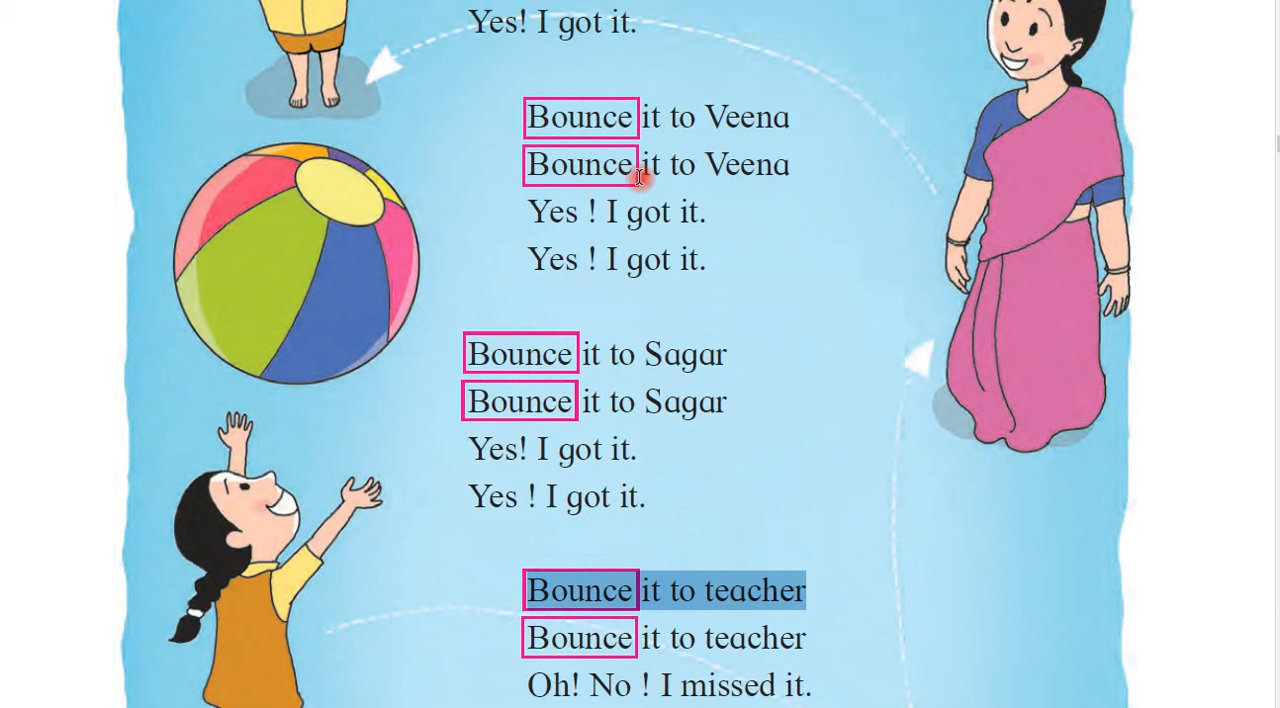 Yes! I got it.
Bounce it to Veena
Bounce it to Veena
Yes ! I got it.
Yes ! I got it.
Bounce it to Sagar
Bounce it to Sagar
Yes! I got it.
Yes ! I got it.
Bounce it to teacher
Bounce it to teacher
Oh! No ! I missed it.